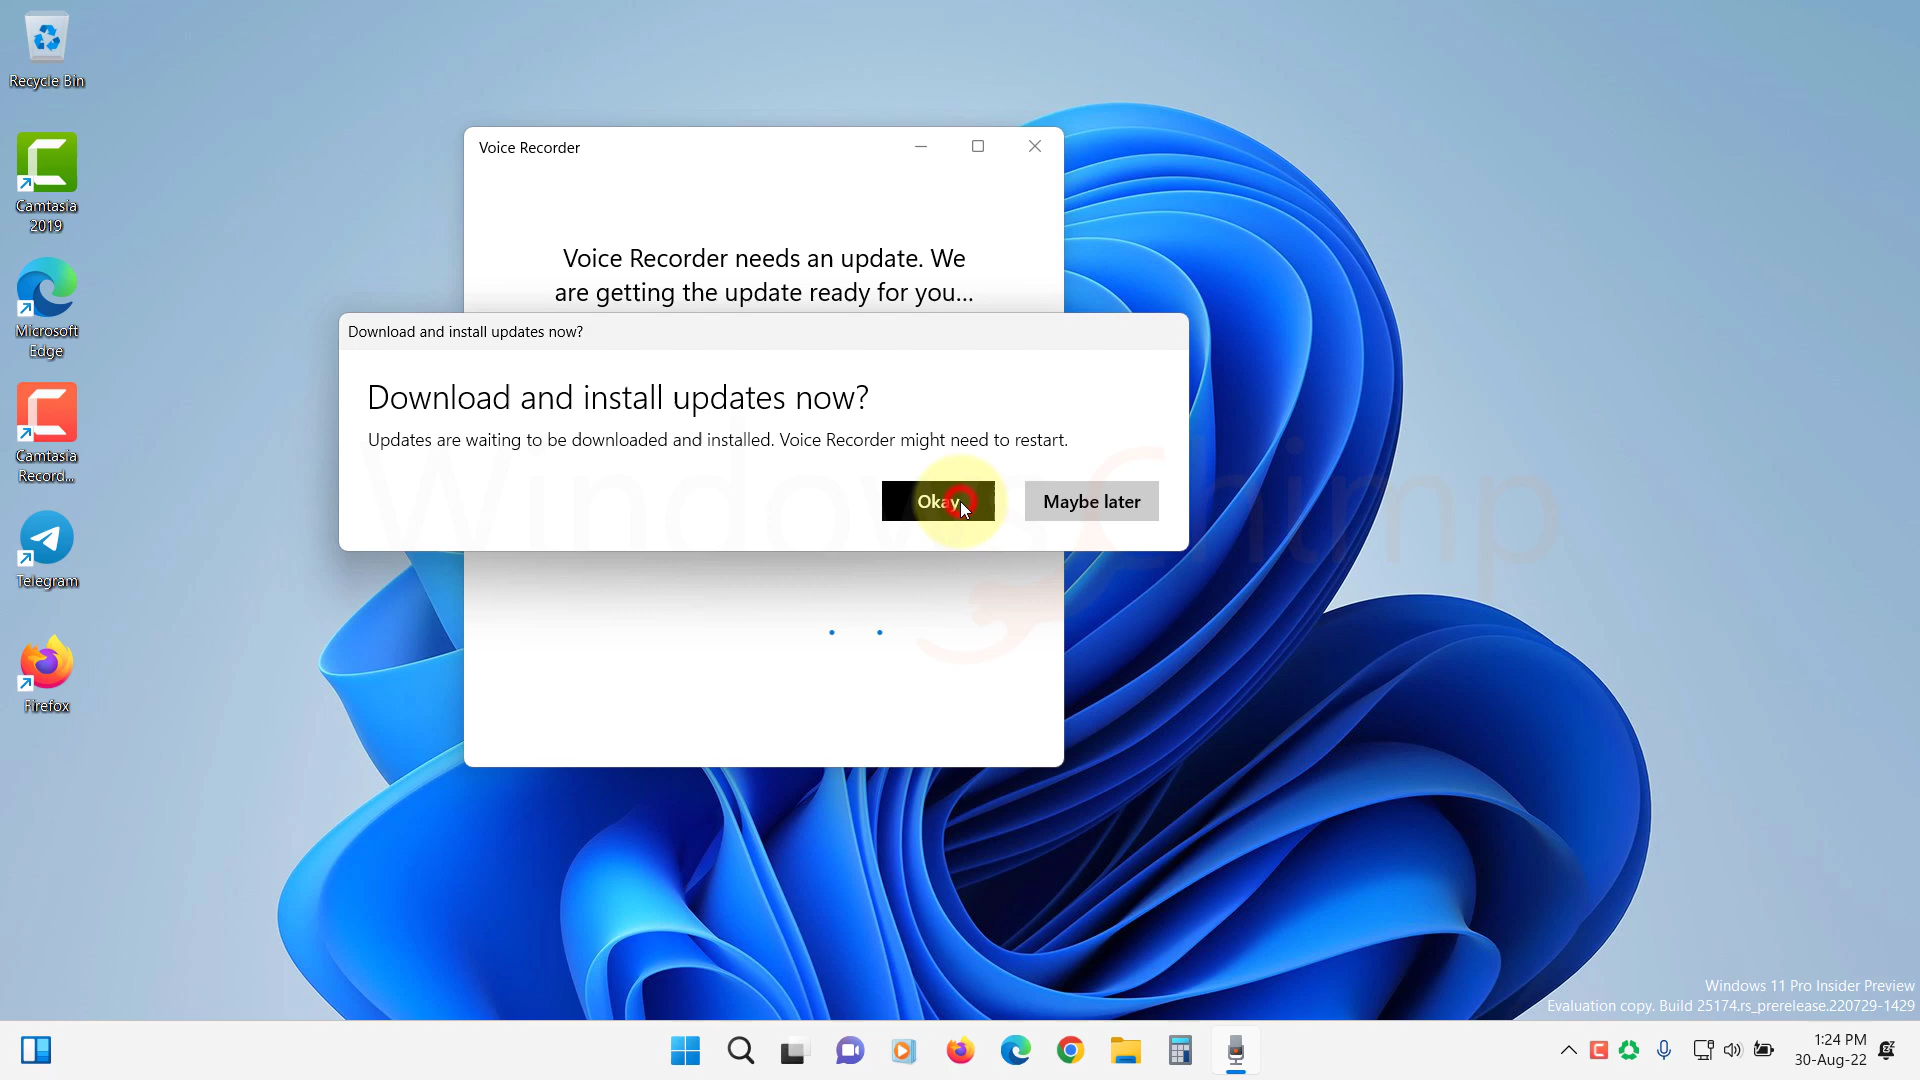 Recycle Bin
Camtasia
2019
Microsoft
Edge
Camtasia
Record...
Telegram
Firefox
Voice Recorder
Voice Recorder needs an update. We
are getting the update ready for you...
Download and install updates now?
Download and install updates now?
Updates are waiting to be downloaded and installed. Voice Recorder might need to restart.
Okay
Maybe later
WindowsChimp
Windows 11 Pro Insider Preview
Evaluation copy. Build 25174.rs_prerelease.220729-1429
1:24 PM
30-Aug-22